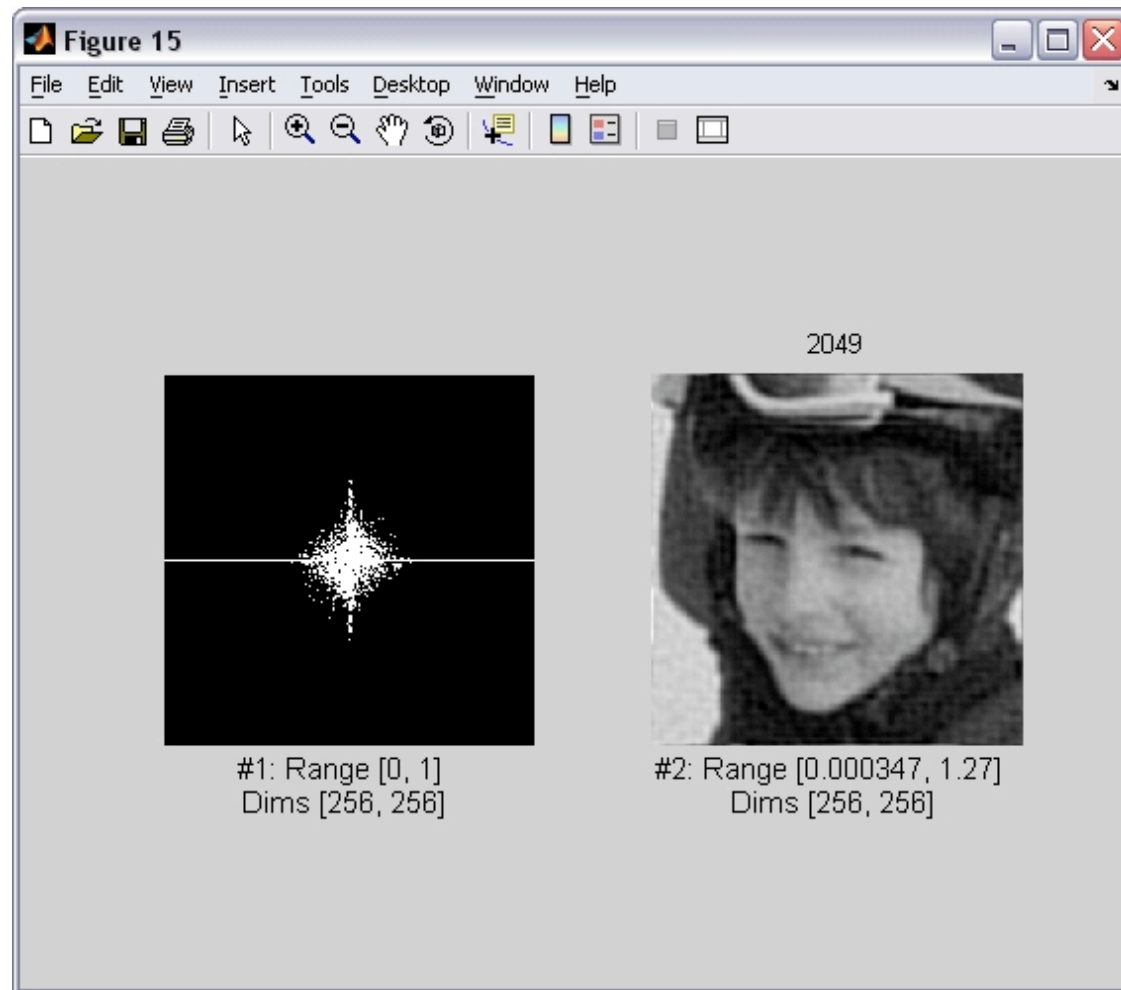 Figure 15
File Edit View Insert Tools Desktop Window Help
2049
#1: Range [0, 1]
Dims [256, 256]
#2: Range [0.000347, 1.27]
Dims [256, 256]